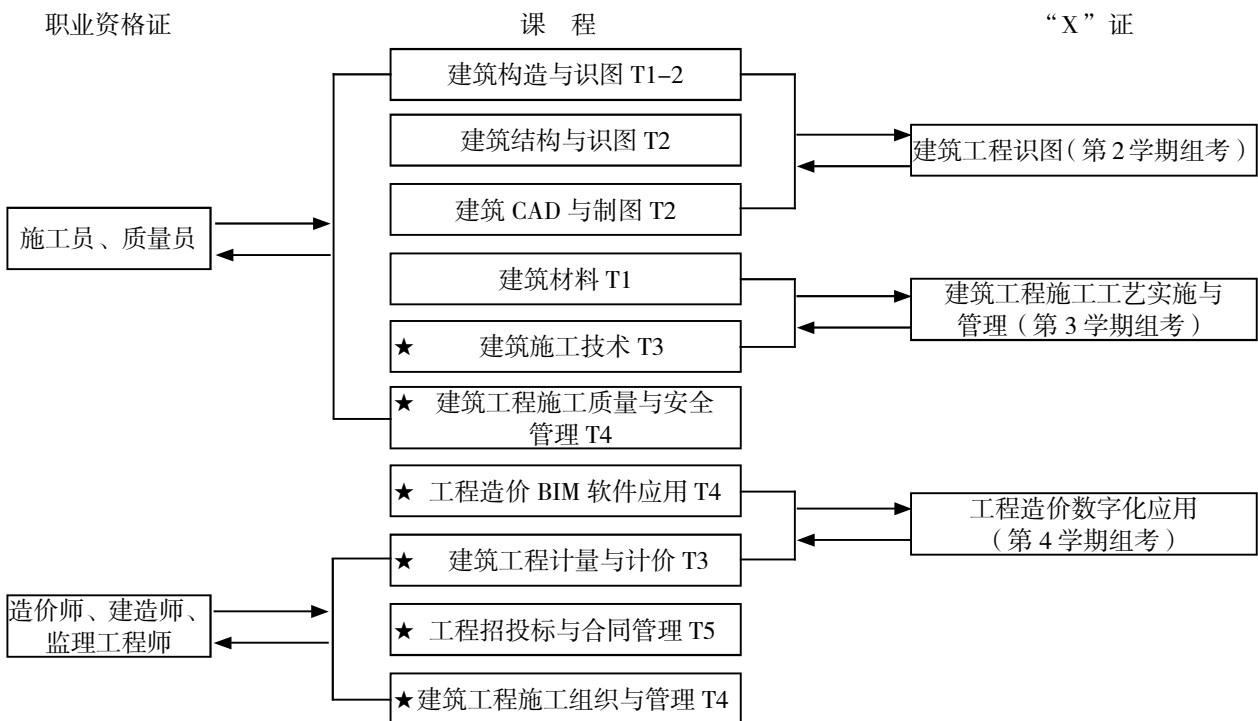 职业资格证
课 程
“X”证
建筑构造与识图 T1-2
建筑结构与识图 T2
建筑 CAD 与制图 T2
建筑材料 T1
★ 建筑施工技术 T3
★ 建筑工程施工质量与安全
管理 T4
★ 工程造价 BIM 软件应用 T4
★ 建筑工程计量与计价 T3
★ 工程招投标与合同管理 T5
★建筑工程施工组织与管理 T4
施工员、质量员
造价师、建造师、
监理工程师
建筑工程识图（第 2 学期组考）
建筑工程施工工艺实施与
管理（第 3 学期组考）
工程造价数字化应用
（第 4 学期组考）